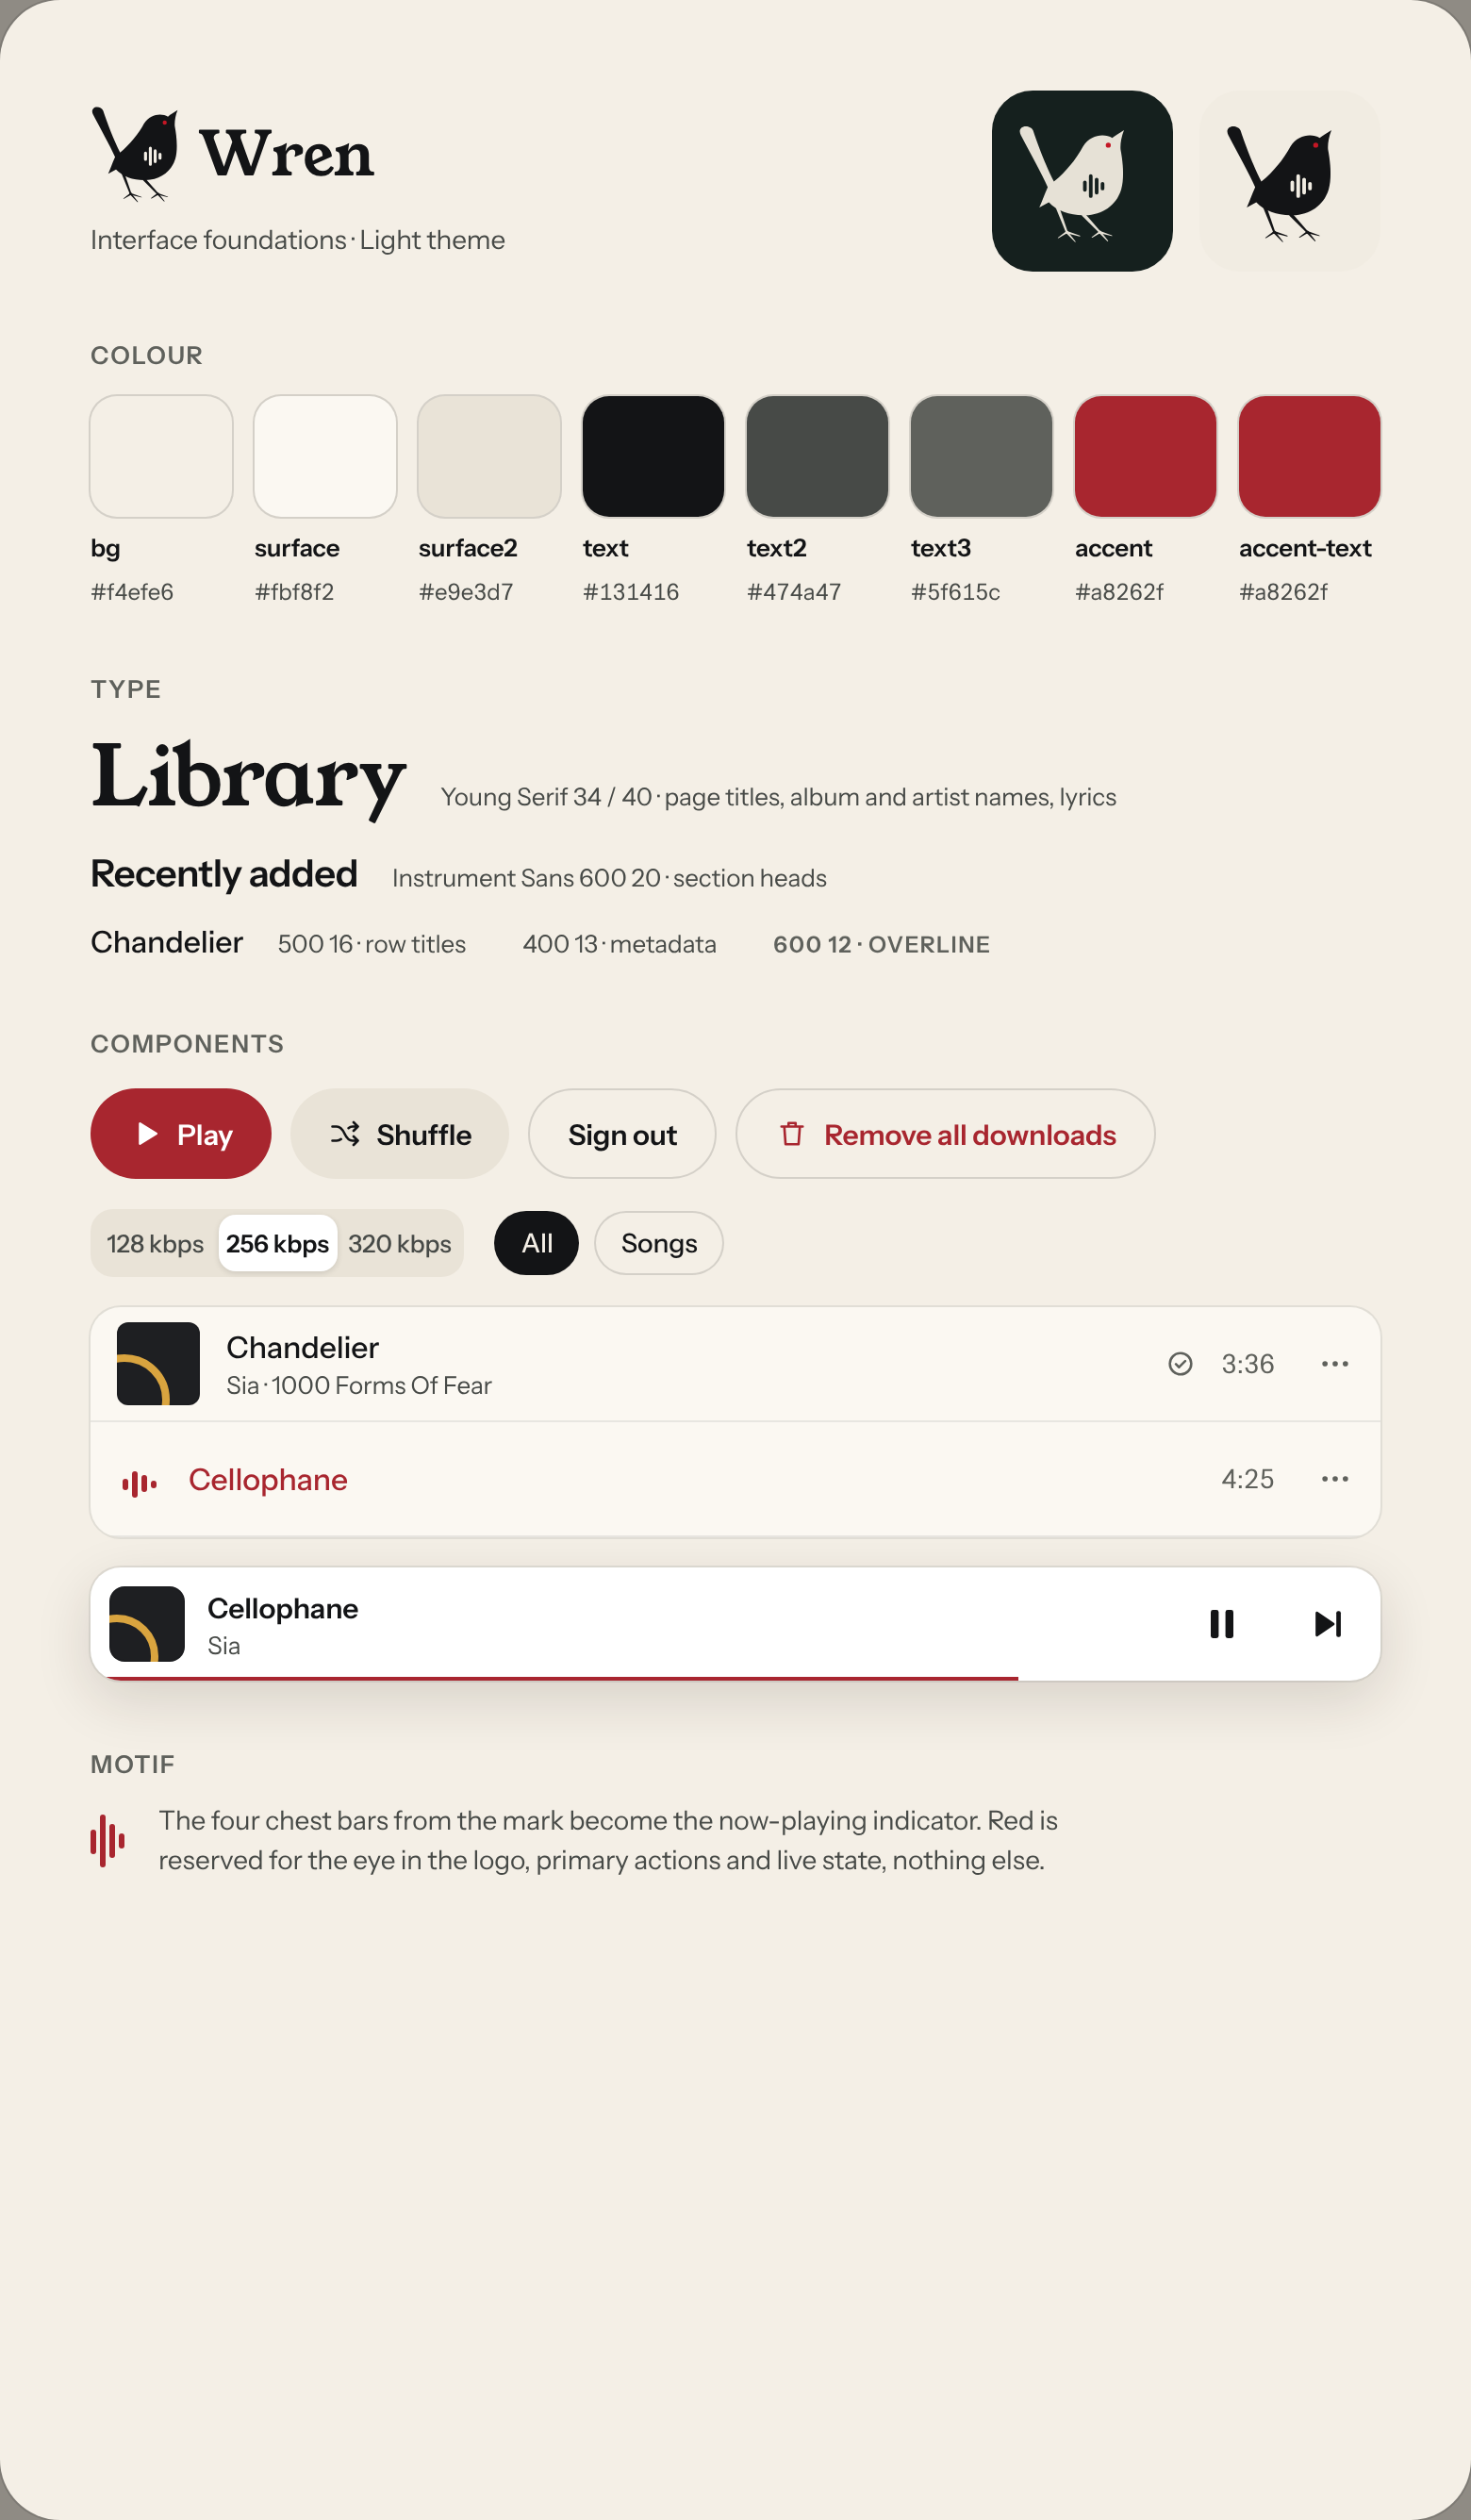 Wren
Interface foundations · Light theme
COLOUR
bg
surface
surface2
text
text2
text3
accent
accent-text
#f4efe6
#fbf8f2
#e9e3d7
#131416
#474a47
#5f615c
#a8262f
#a8262f
TYPE
Library
Young Serif 34 / 40 · page titles, album and artist names, lyrics
Recently added
Instrument Sans 600 20 · section heads
Chandelier
500 16 · row titles
400 13 · metadata
600 12 · OVERLINE
COMPONENTS
Play
Shuffle
Sign out
Remove all downloads
128 kbps
256 kbps
320 kbps
All
Songs
Chandelier
Sia · 1000 Forms Of Fear
3:36
Cellophane
4:25
Cellophane
Sia
MOTIF
The four chest bars from the mark become the now-playing indicator. Red is
reserved for the eye in the logo, primary actions and live state, nothing else.